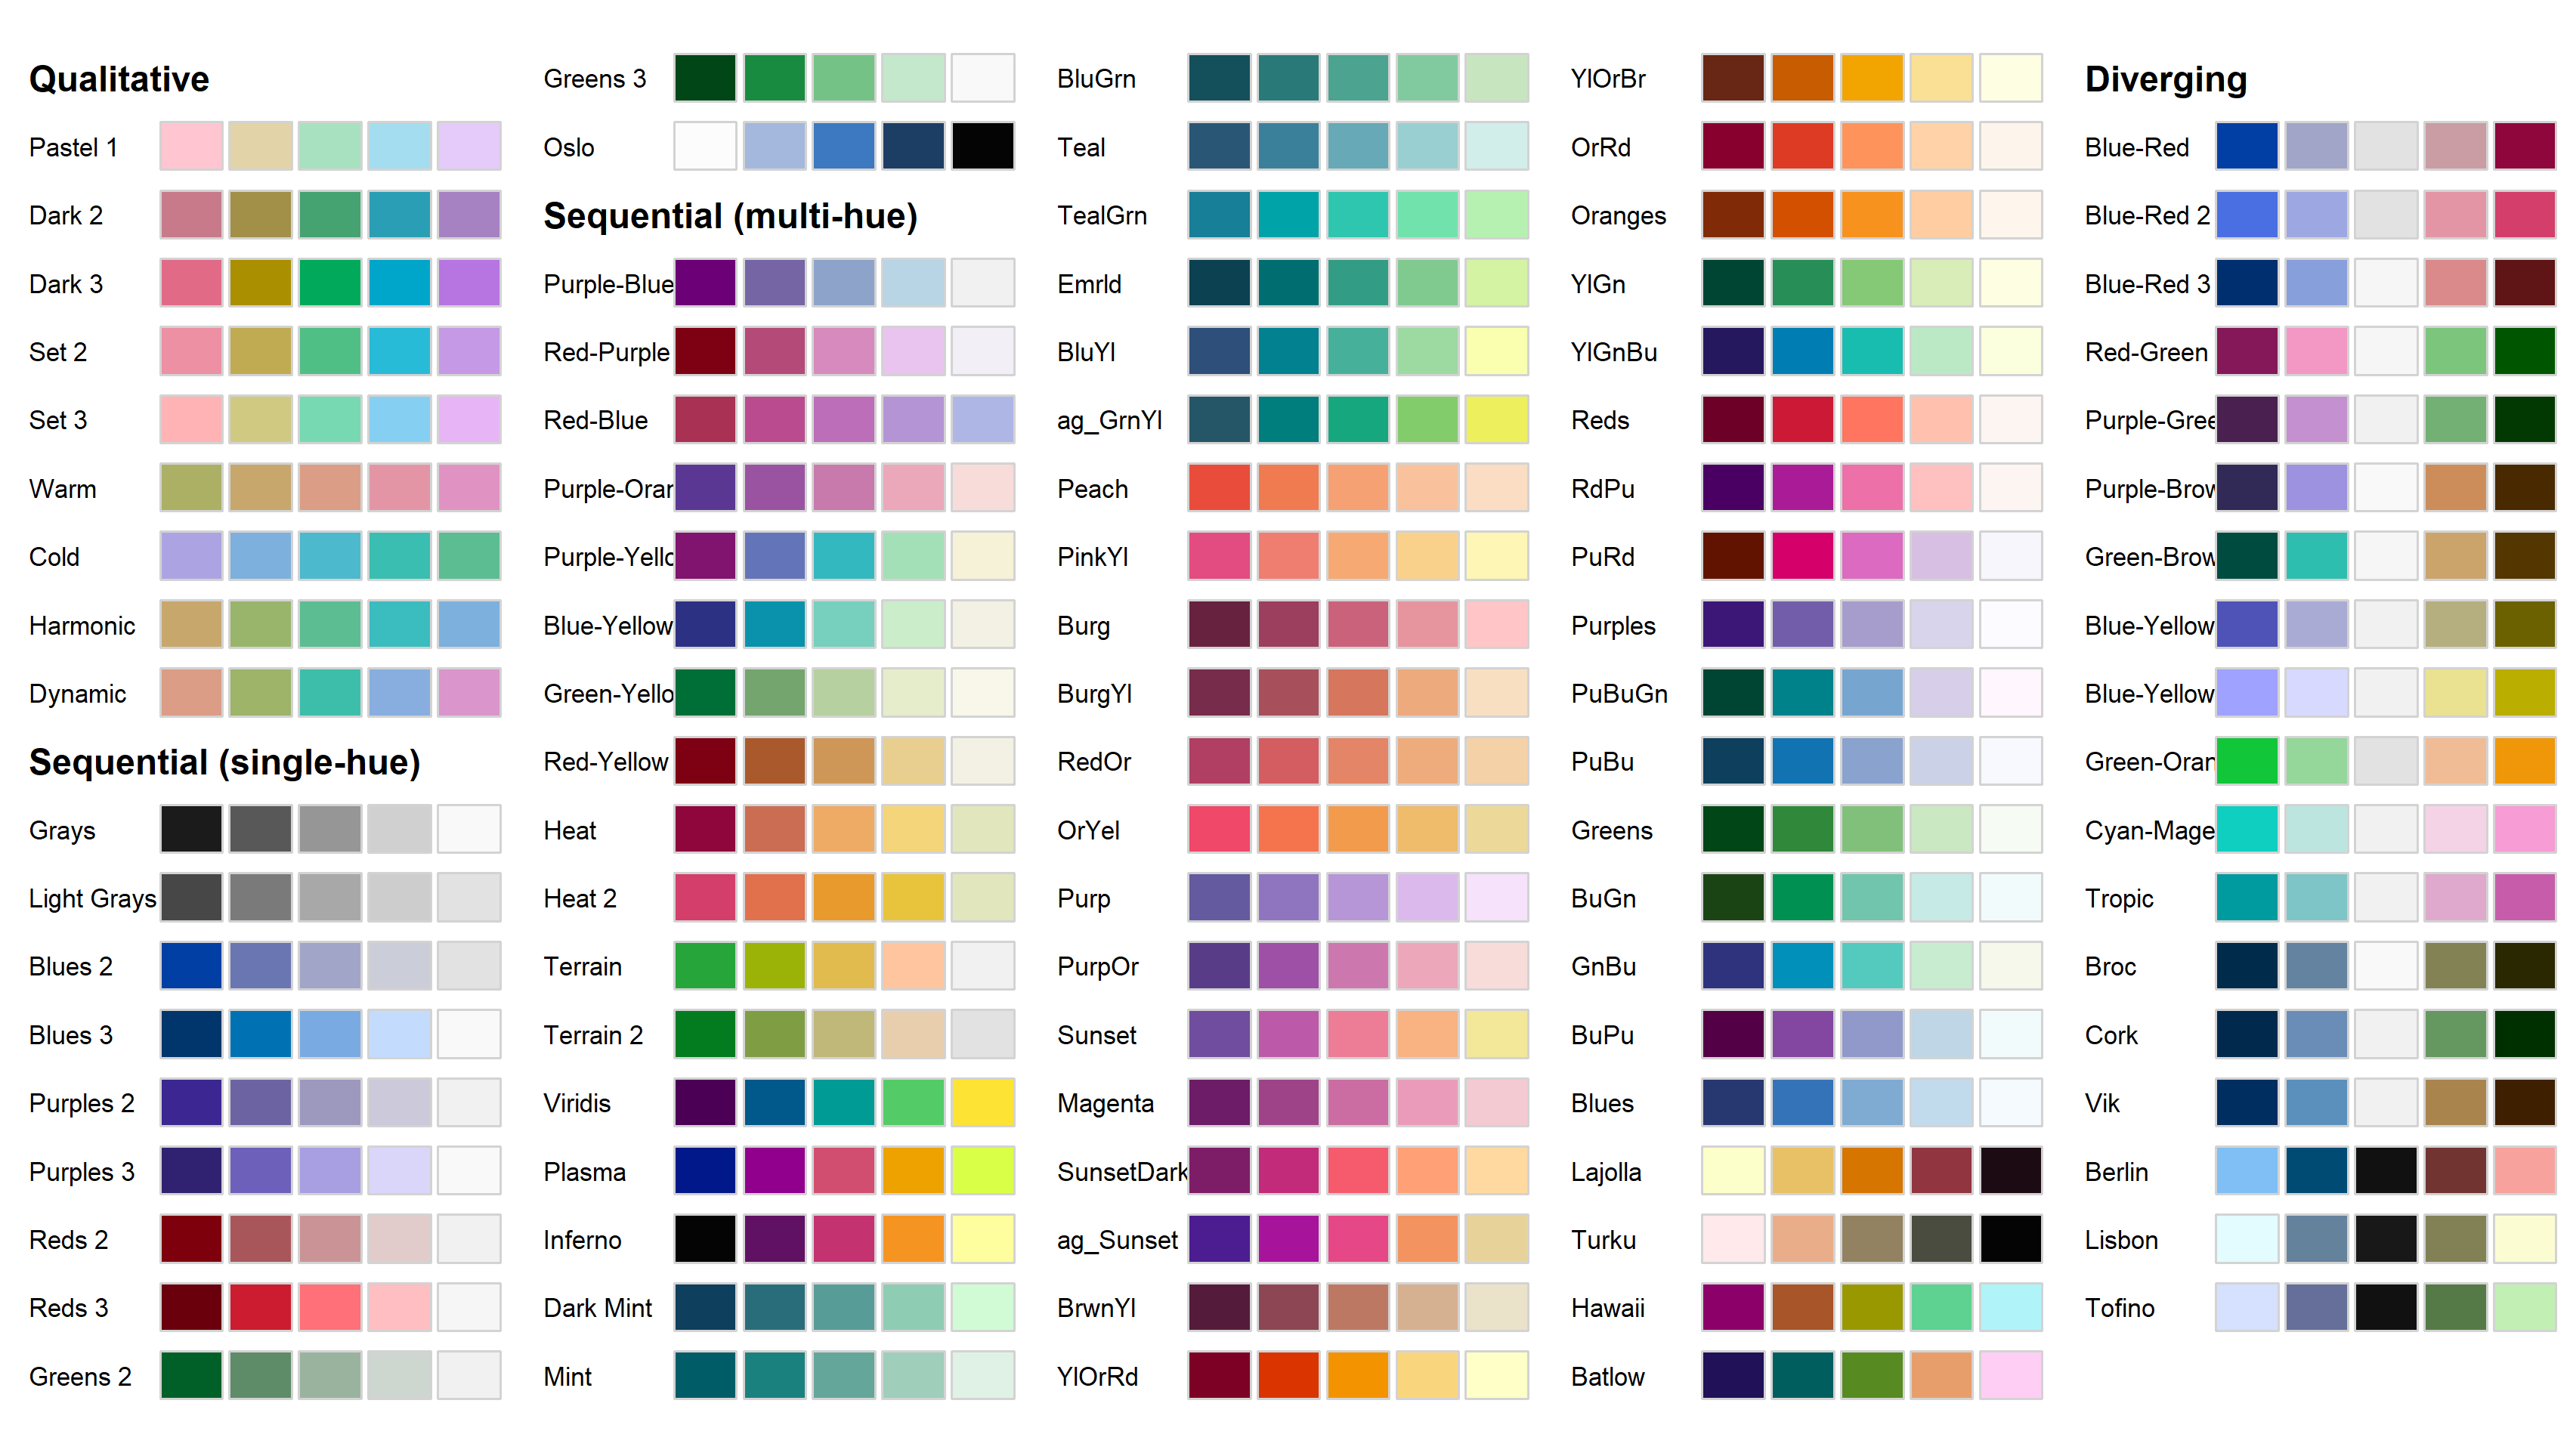 Qualitative
Pastel 1
Dark 2
Dark 3
Set 2
Set 3
Warm
Cold
Harmonic
Dynamic
Sequential (single-hue)
Grays
Light Grays
Blues 2
Blues 3
Purples 2
Purples 3
Reds 2
Reds 3
Greens 2
Greens 3
Oslo
Sequential (multi-hue)
Purple-Blue
Red-Purple
Red-Blue
Purple-Oran
Purple-Yello
Blue-Yellow
Green-Yello
Red-Yellow
Heat
Heat 2
Terrain
Terrain 2
Viridis
Plasma
Inferno
Dark Mint
Mint
BluGrn
Teal
TealGrn
Emrld
BluYl
ag_GrnYl
Peach
PinkYl
Burg
BurgYl
RedOr
OrYel
Purp
PurpOr
Sunset
Magenta
SunsetDark
ag_Sunset
BrwnYl
YlOrRd
YlOrBr
OrRd
Oranges
YlGn
YlGnBu
Reds
RdPu
PuRd
Purples
PuBuGn
PuBu
Greens
BuGn
GnBu
BuPu
Blues
Lajolla
Turku
Hawaii
Batlow
Diverging
Blue-Red
Blue-Red 2
Blue-Red 3
Red-Green
Purple-Gree
Purple-Brow
Green-Brow
Blue-Yellow
Blue-Yellow
Green-Oran
Cyan-Mage
Tropic
Broc
Cork
Vik
Berlin
Lisbon
Tofino